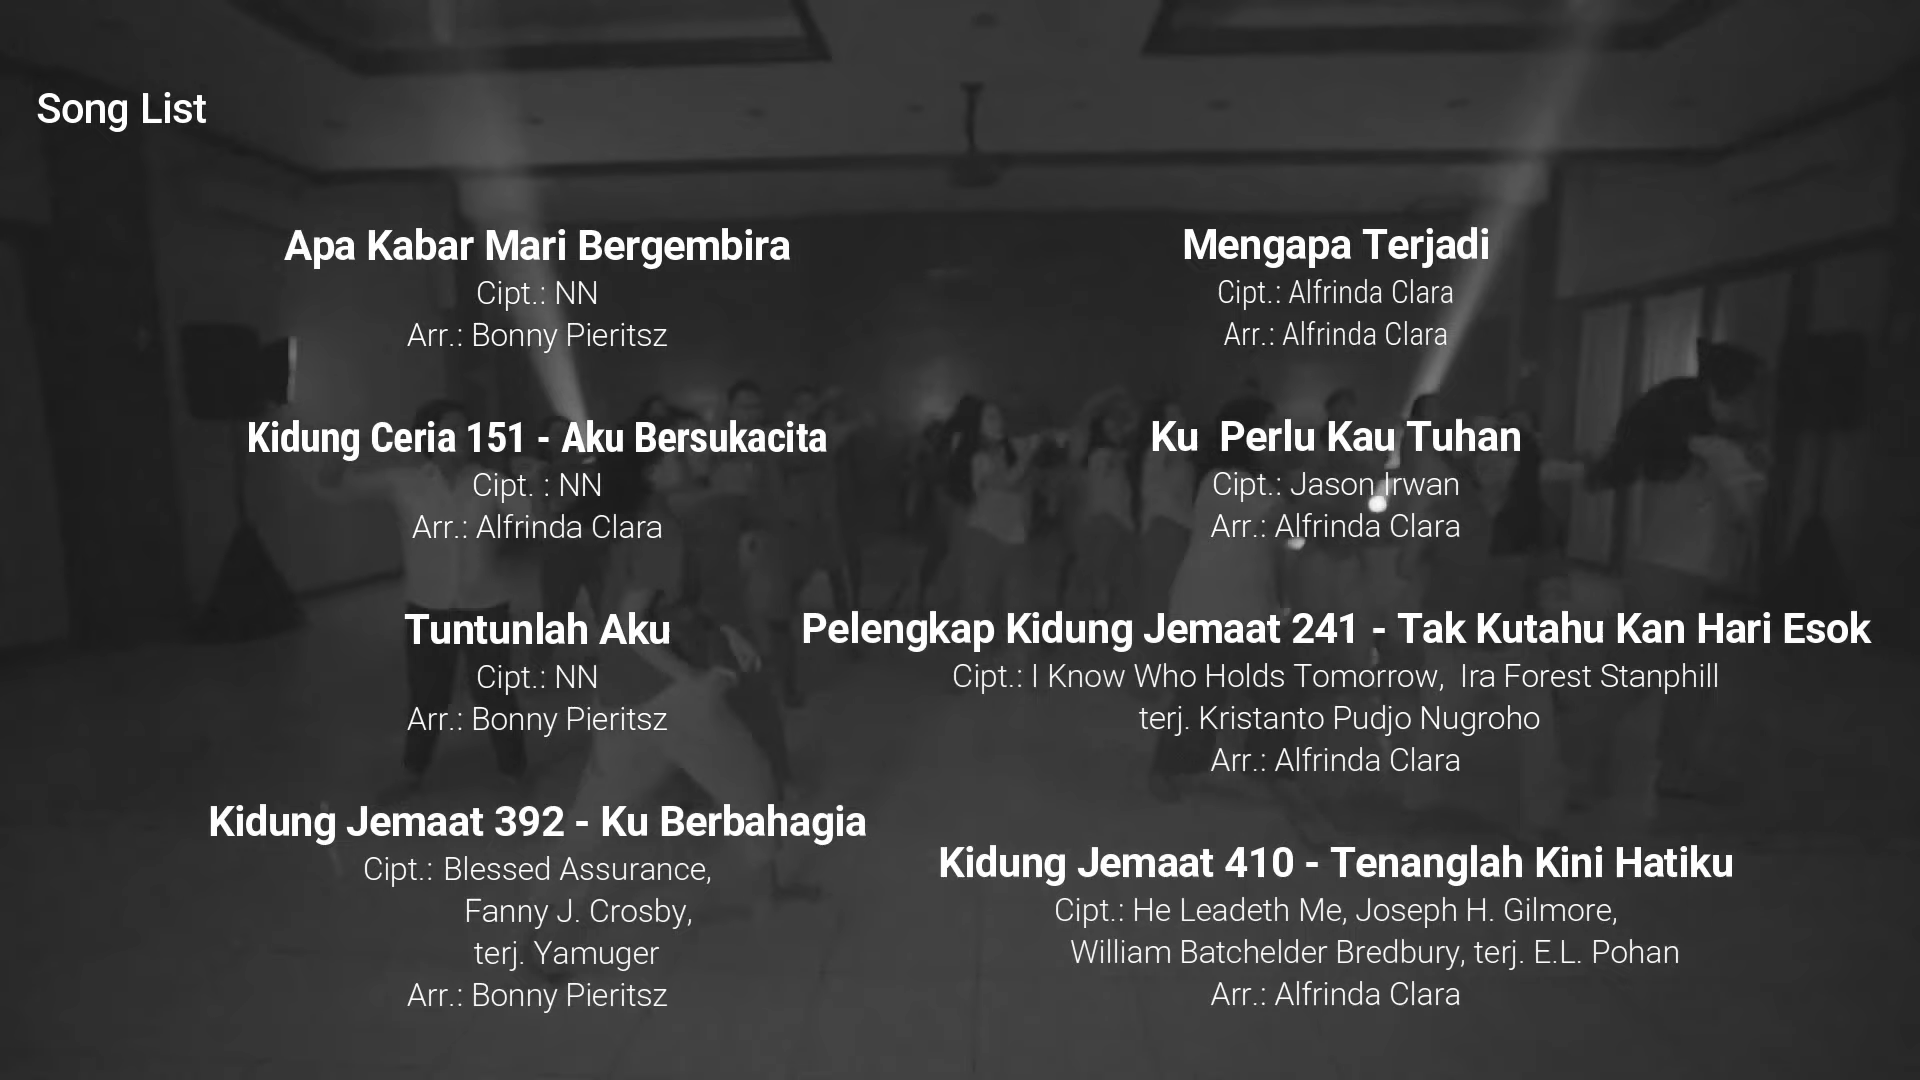 Song List
Apa Kabar Mari Bergembira
Cipt.: NN
Arr.: Bonny Pieritsz
Kidung Ceria 151 - Aku Bersukacita
Cipt. : NN
Arr.: Alfrinda Clara
Tuntunlah Aku
Cipt.: NN
Arr.: Bonny Pieritsz
Kidung Jemaat 392 - Ku Berbahagia
Cipt.: Blessed Assurance,
Fanny J. Crosby,
terj. Yamuger
Arr.: Bonny Pieritsz
Mengapa Terjadi
Cipt.: Alfrinda Clara
Arr.: Alfrinda Clara
Ku  Perlu Kau Tuhan
Cipt.: Jason Irwan
Arr.: Alfrinda Clara
Pelengkap Kidung Jemaat 241 - Tak Kutahu Kan Hari Esok
Cipt.: I Know Who Holds Tomorrow,  Ira Forest Stanphill
terj. Kristanto Pudjo Nugroho
Arr.: Alfrinda Clara
Kidung Jemaat 410 - Tenanglah Kini Hatiku
Cipt.: He Leadeth Me, Joseph H. Gilmore,
William Batchelder Bredbury, terj. E.L. Pohan
Arr.: Alfrinda Clara